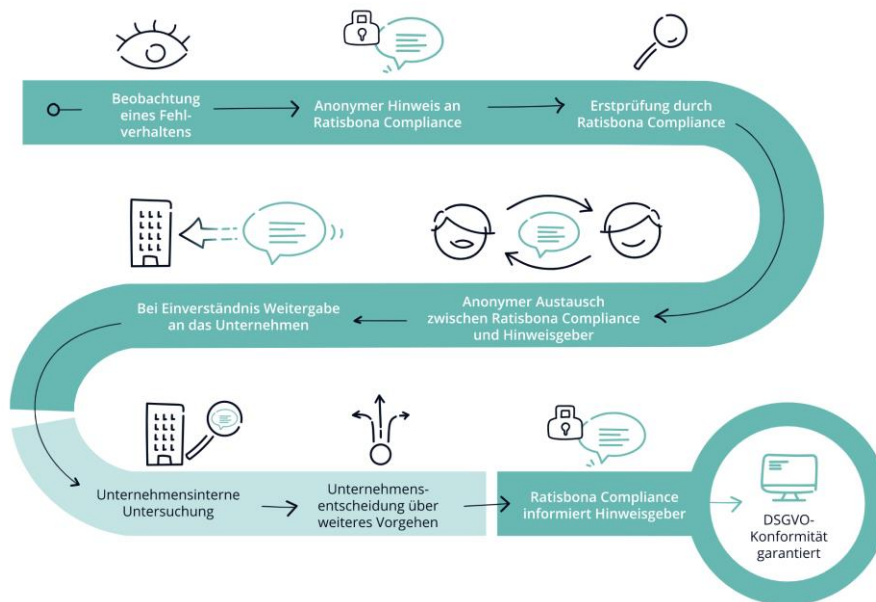 Beobachtung
eines Fehl-
verhaltens
Anonymer Hinweis an
Ratisbona Compliance
Erstprüfung durch
Ratisbona Compliance
Anonymer Austausch
zwischen Ratisbona Compliance
und Hinweisgeber
Bei Einverständnis Weitergabe
an das Unternehmen
Unternehmensinterne
Untersuchung
Unternehmens-
entscheidung über
weiteres Vorgehen
Ratisbona Compliance
informiert Hinweisgeber
DSGVO-
Konformität
garantiert